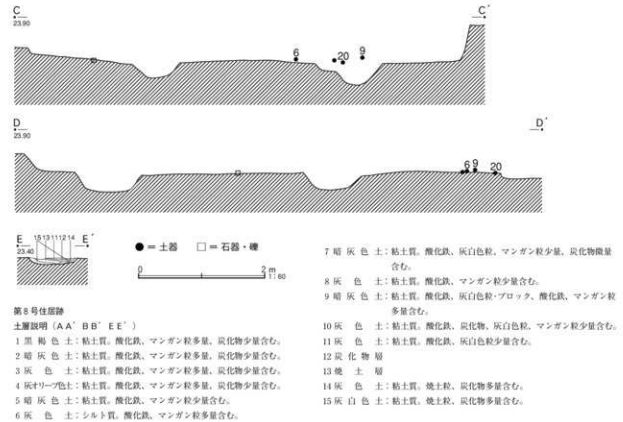 C
23.90
C´
6
20
9
D
23.90
D´
6 9 20
E
23.40
15 13 11 12 14
E´
●＝土器　□＝石器・礫
0　2 m
1：60
第8号住居跡
土層説明（AA´ BB´ EE´）
1 黒褐色土：粘土質。酸化鉄、マンガン粒多量、炭化物少量含む。
2 暗灰色土：粘土質。酸化鉄、マンガン粒多量、炭化物少量含む。
3 灰色土：粘土質。酸化鉄、マンガン粒多量、炭化物少量含む。
4 灰オリーブ色土：粘土質。酸化鉄、マンガン粒多量、炭化物少量含む。
5 暗灰色土：粘土質。酸化鉄、マンガン粒少量含む。
6 灰色土：シルト質。酸化鉄、マンガン粒多量含む。
7 暗灰色土：粘土質。酸化鉄、灰白色粒、マンガン粒少量、炭化物微量
含む。
8 灰色土：粘土質。酸化鉄、マンガン粒少量含む。
9 暗灰色土：粘土質。酸化鉄、灰白色粒・ブロック、酸化鉄、マンガン粒
多量含む。
10 灰色土：粘土質。酸化鉄、炭化物、灰白色粒、マンガン粒少量含む。
11 灰色土：粘土質。酸化鉄、灰白色粒少量含む。
12 炭化物層
13 焼土層
14 灰色土：粘土質。焼土粒、炭化物多量含む。
15 灰白色土：粘土質。焼土粒、炭化物多量含む。